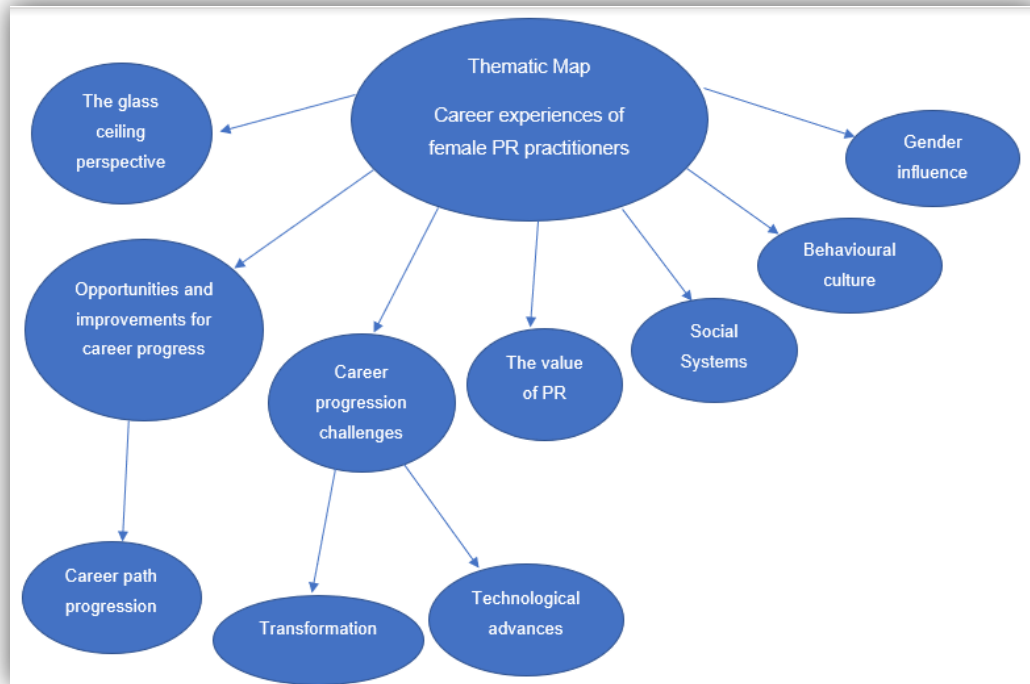 Thematic Map
Career experiences of
female PR practitioners
The glass
ceiling
perspective
Gender
influence
Behavioural
culture
Opportunities and
improvements for
career progress
Social
Systems
The value
of PR
Career
progression
challenges
Career path
progression
Transformation
Technological
advances